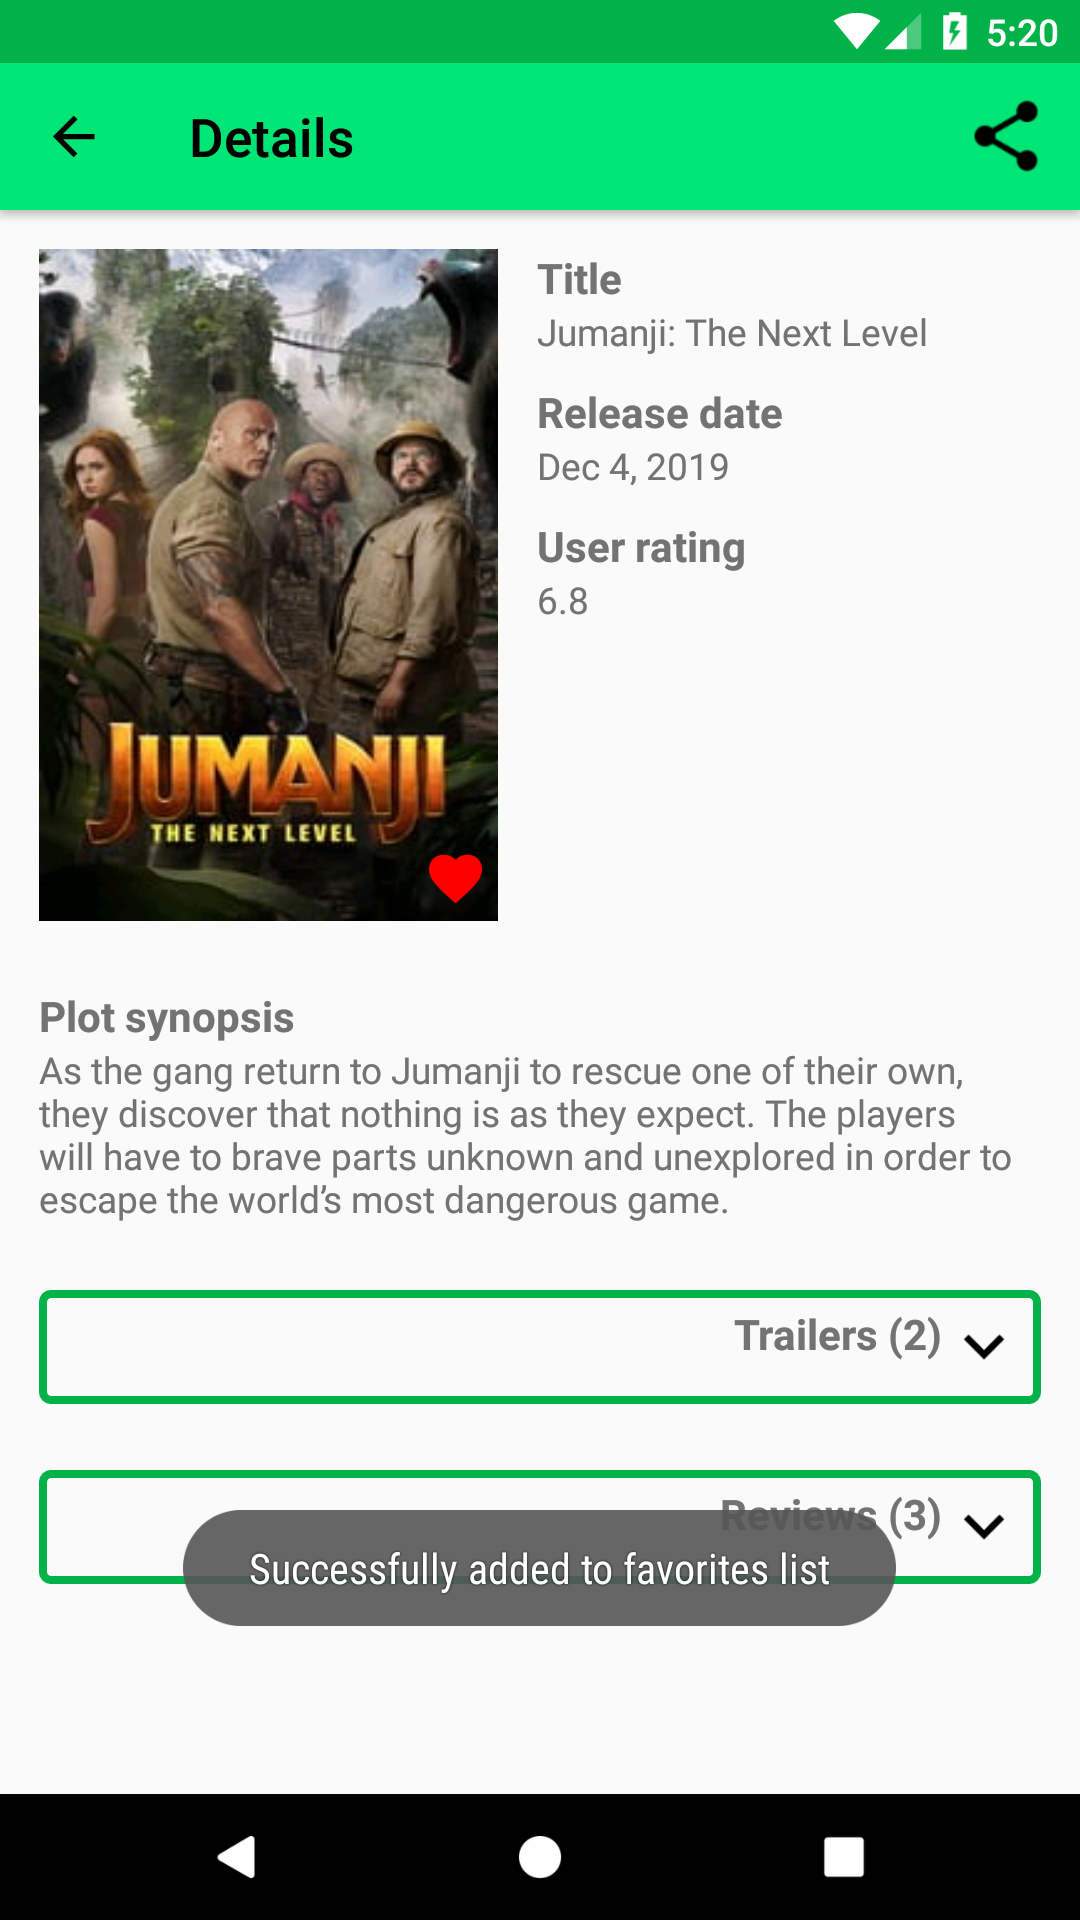 5:20
Details
Title
Jumanji: The Next Level
Release date
Dec 4, 2019
User rating
6.8
JUMANJI
THE NEXT LEVEL
Plot synopsis
As the gang return to Jumanji to rescue one of their own,
they discover that nothing is as they expect. The players
will have to brave parts unknown and unexplored in order to
escape the world’s most dangerous game.
Trailers (2)
Reviews (3)
Successfully added to favorites list